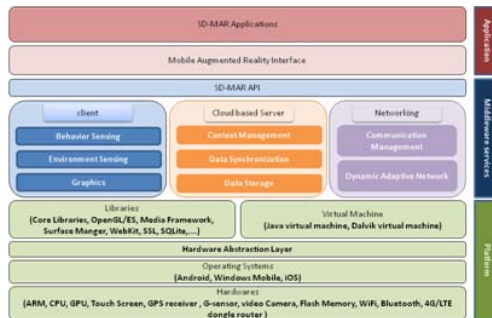 SD-MAR Applications
Application
Mobile Augmented Reality Interface
SD-MAR API
Middleware services
client
Cloud based Server
Networking
Behavior Sensing
Context Management
Communication
Management
Environment Sensing
Data Synchronization
Graphics
Data Storage
Dynamic Adaptive Network
Libraries
(Core Libraries, OpenGL/ES, Media Framework,
Surface Manger, WebKit, SSL, SQLite,....)
Virtual Machine
(Java virtual machine, Dalvik virtual machine)
Platform
Hardware Abstraction Layer
Operating Systems
(Android, Windows Mobile, iOS)
Hardwares
(ARM, CPU, GPU, Touch Screen, GPS receiver , G-sensor, video Camera, Flash Memory, WiFi, Bluetooth, 4G/LTE
dongle router )